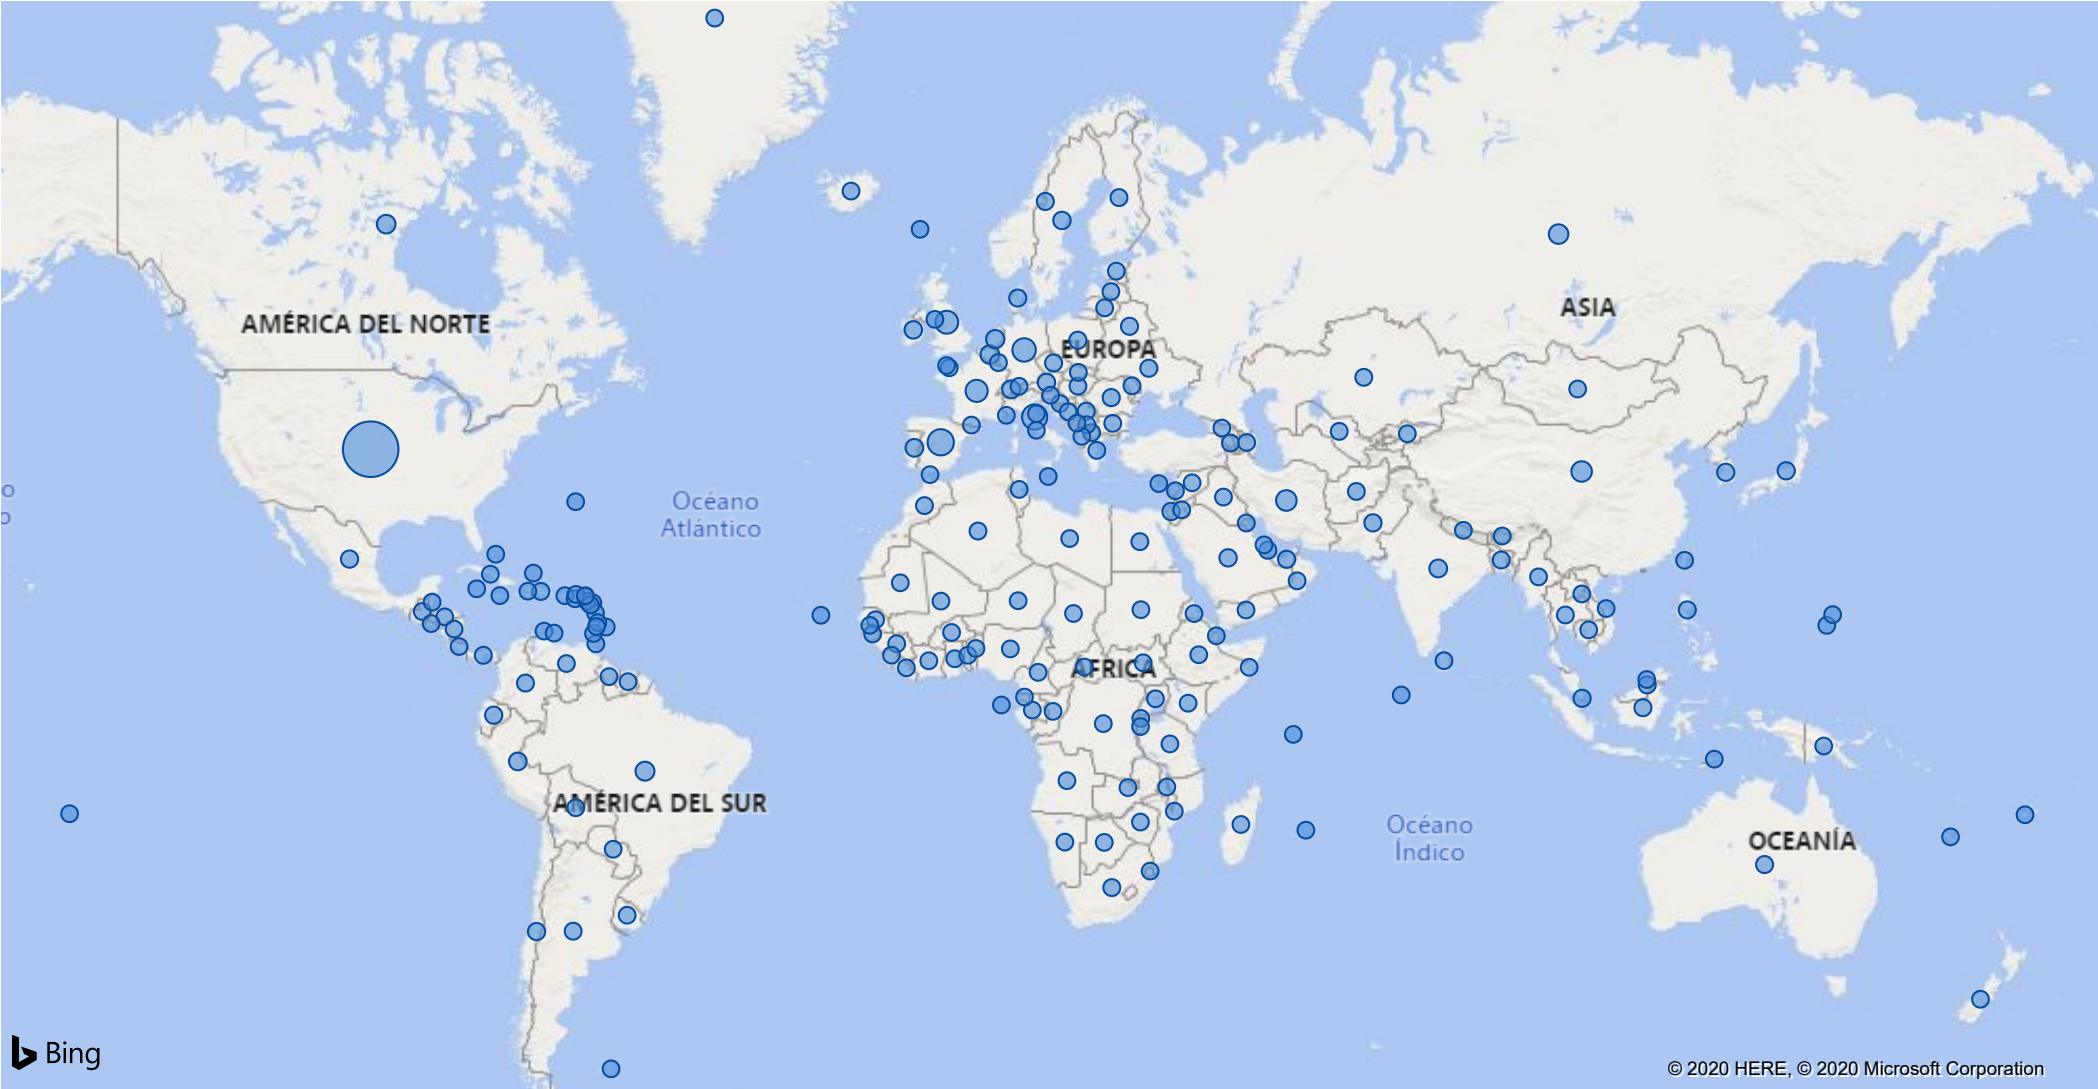 AMÉRICA DEL NORTE
ASIA
EUROPA
Océano
Atlántico
ÁFRICA
AMÉRICA DEL SUR
Océano
Índico
OCEANÍA
Bing
© 2020 HERE, © 2020 Microsoft Corporation